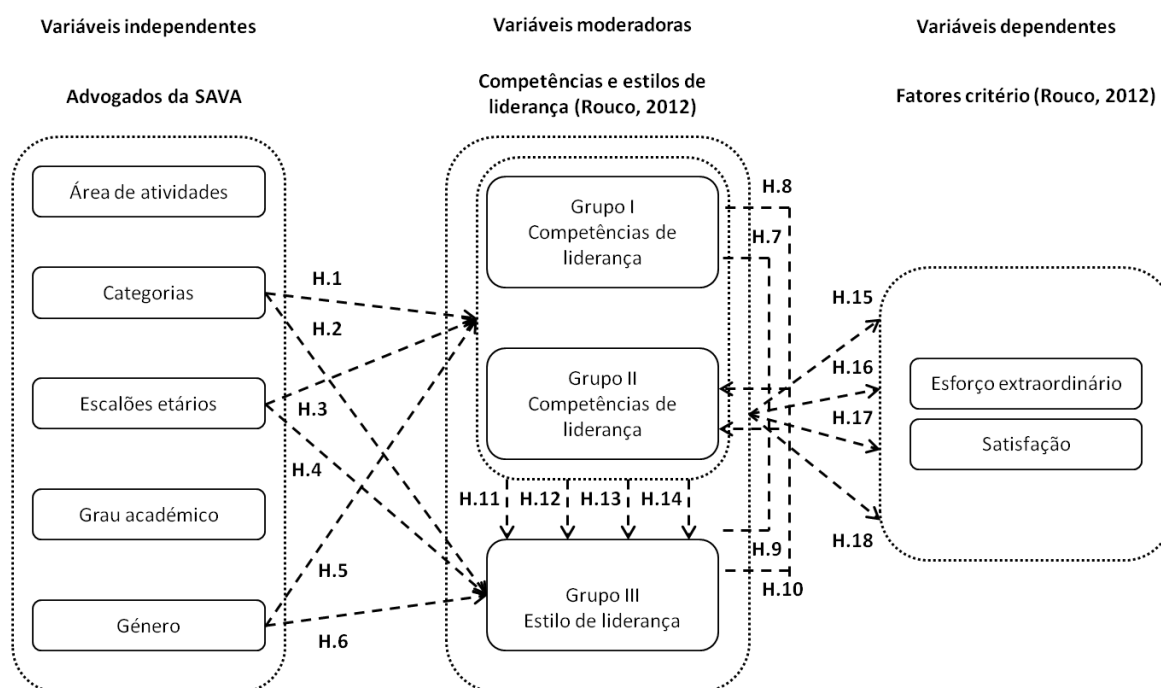 Variáveis independentes
Variáveis moderadoras
Variáveis dependentes
Advogados da SAVA
Competências e estilos de
liderança (Rouco, 2012)
Fatores critério (Rouco, 2012)
Área de atividades
Categorias
Escalões etários
Grau académico
Género
H.1
H.2
H.3
H.4
H.5
H.6
Grupo I
Competências de
liderança
Grupo II
Competências de
liderança
H.11
H.12
H.13
H.14
Grupo III
Estilo de liderança
H.8
H.7
H.9
H.10
H.15
H.16
H.17
H.18
Esforço extraordinário
Satisfação